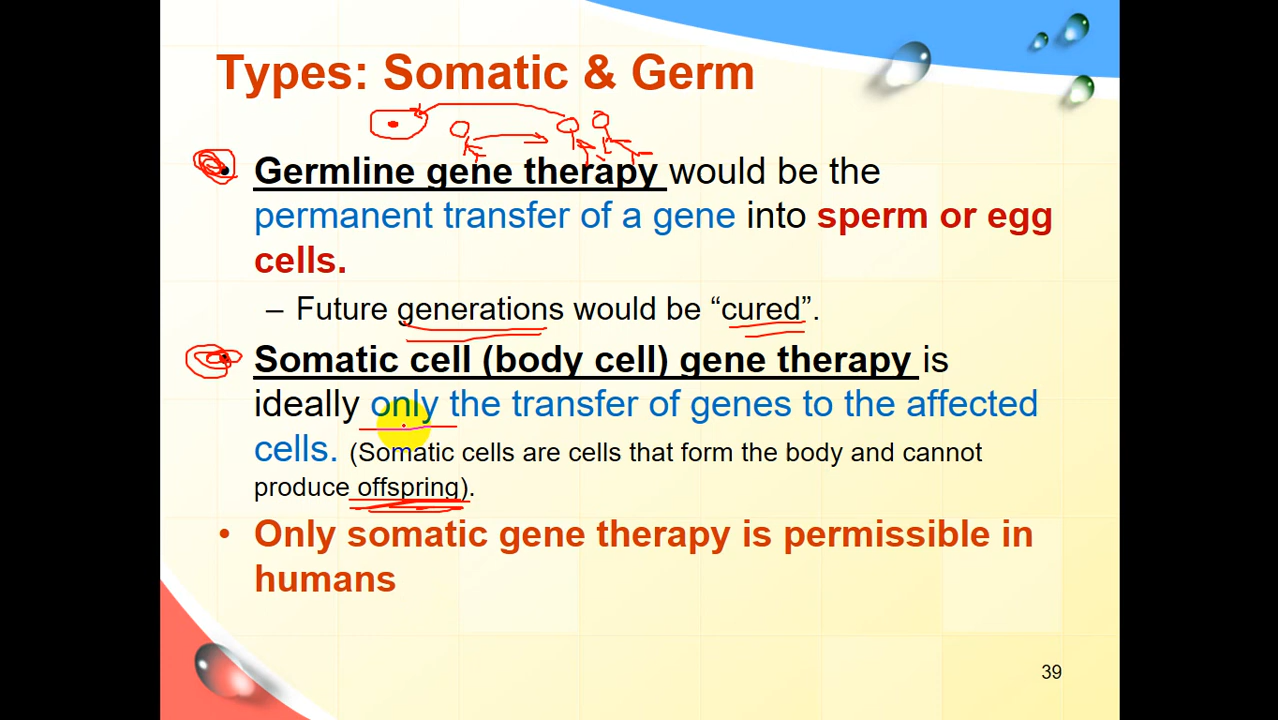 Types: Somatic & Germ
• Germline gene therapy would be the
permanent transfer of a gene into sperm or egg
cells.
– Future generations would be “cured”.
• Somatic cell (body cell) gene therapy is
ideally only the transfer of genes to the affected
cells. (Somatic cells are cells that form the body and cannot
produce offspring).
• Only somatic gene therapy is permissible in
humans
39